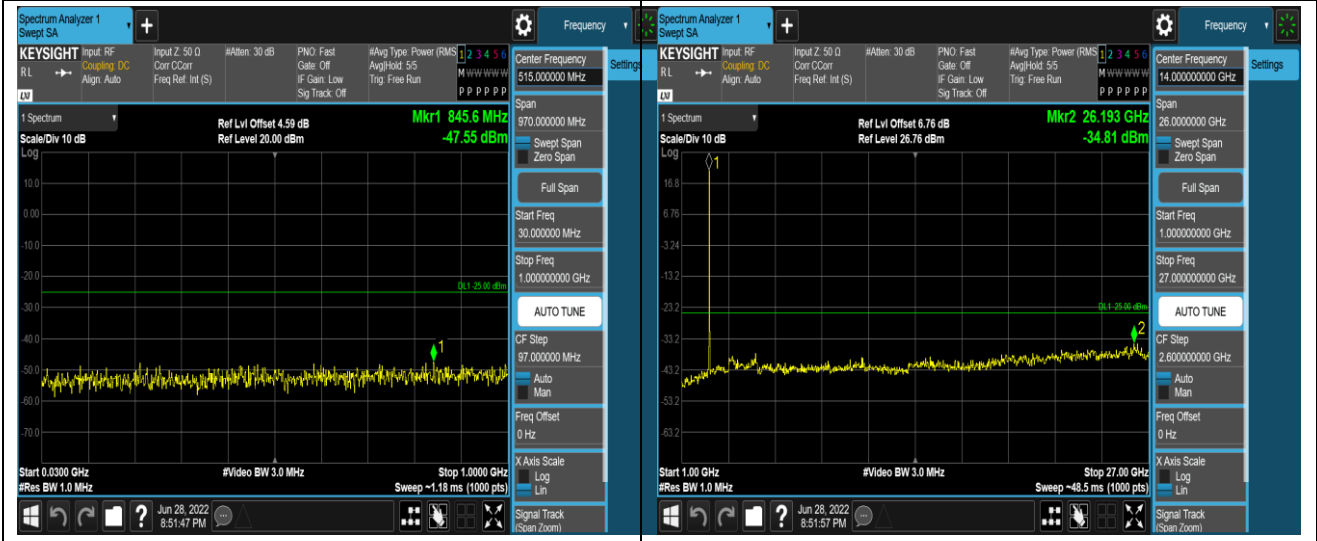 Spectrum Analyzer 1
Swept SA
+
Frequency
KEYSIGHT
RL
LXI
Input: RF
Coupling: DC
Align: Auto
Input Z: 50 Ω
Corr CCorr
Freq Ref: Int (S)
#Atten: 30 dB
PNO: Fast
Gate: Off
IF Gain: Low
Sig Track: Off
#Avg Type: Power (RMS
Avg|Hold: 5/5
Trig: Free Run
1 2 3 4 5 6
M W W W W W
P P P P P P
Center Frequency
515.000000 MHz
Settings
1 Spectrum
Scale/Div 10 dB
Log
Ref Lvl Offset 4.59 dB
Ref Level 20.00 dBm
Mkr1 845.6 MHz
-47.55 dBm
Span
970.000000 MHz
Swept Span
Zero Span
Full Span
Start Freq
30.000000 MHz
Stop Freq
1.000000000 GHz
AUTO TUNE
CF Step
97.000000 MHz
Auto
Man
Freq Offset
0 Hz
X Axis Scale
Log
Lin
Signal Track
(Span Zoom)
10.0
0.00
-10.0
-20.0
DL1 -25.00 dBm
-30.0
-40.0
1
-50.0
-60.0
-70.0
Start 0.0300 GHz
#Res BW 1.0 MHz
#Video BW 3.0 MHz
Stop 1.0000 GHz
Sweep ~1.18 ms (1000 pts)
?
Jun 28, 2022
8:51:47 PM
Spectrum Analyzer 1
Swept SA
+
Frequency
KEYSIGHT
RL
LXI
Input: RF
Coupling: DC
Align: Auto
Input Z: 50 Ω
Corr CCorr
Freq Ref: Int (S)
#Atten: 30 dB
PNO: Fast
Gate: Off
IF Gain: Low
Sig Track: Off
#Avg Type: Power (RMS
Avg|Hold: 5/5
Trig: Free Run
1 2 3 4 5 6
M W W W W W
P P P P P P
Center Frequency
14.000000000 GHz
Settings
1 Spectrum
Scale/Div 10 dB
Log
Ref Lvl Offset 6.76 dB
Ref Level 26.76 dBm
Mkr2 26.193 GHz
-34.81 dBm
Span
26.0000000 GHz
Swept Span
Zero Span
Full Span
Start Freq
1.000000000 GHz
Stop Freq
27.000000000 GHz
AUTO TUNE
CF Step
2.600000000 GHz
Auto
Man
Freq Offset
0 Hz
X Axis Scale
Log
Lin
Signal Track
(Span Zoom)
1
16.8
6.76
-3.24
-13.2
-23.2
DL1 -25.00 dBm
2
-33.2
-43.2
-53.2
-63.2
Start 1.00 GHz
#Res BW 1.0 MHz
#Video BW 3.0 MHz
Stop 27.00 GHz
Sweep ~48.5 ms (1000 pts)
?
Jun 28, 2022
8:51:57 PM